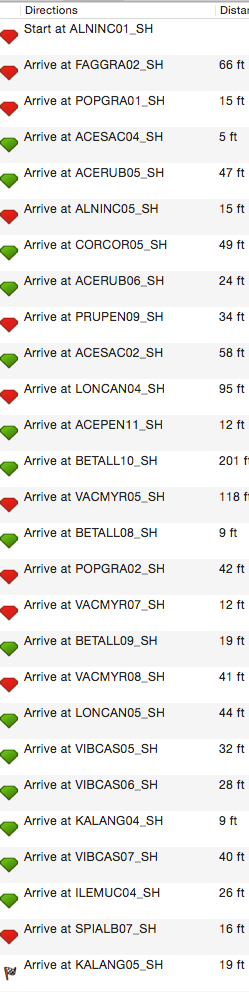 Directions Distan
Start at ALNINC01_SH
Arrive at FAGGRA02_SH 66 ft
Arrive at POPGRA01_SH 15 ft
Arrive at ACESAC04_SH 5 ft
Arrive at ACERUB05_SH 47 ft
Arrive at ALNINC05_SH 15 ft
Arrive at CORCOR05_SH 49 ft
Arrive at ACERUB06_SH 24 ft
Arrive at PRUPEN09_SH 34 ft
Arrive at ACESAC02_SH 58 ft
Arrive at LONCAN04_SH 95 ft
Arrive at ACEPEN11_SH 12 ft
Arrive at BETALL10_SH 201 ft
Arrive at VACMYR05_SH 118 ft
Arrive at BETALL08_SH 9 ft
Arrive at POPGRA02_SH 42 ft
Arrive at VACMYR07_SH 12 ft
Arrive at BETALL09_SH 19 ft
Arrive at VACMYR08_SH 41 ft
Arrive at LONCAN05_SH 44 ft
Arrive at VIBCAS05_SH 32 ft
Arrive at VIBCAS06_SH 28 ft
Arrive at KALANG04_SH 9 ft
Arrive at VIBCAS07_SH 40 ft
Arrive at ILEMUC04_SH 26 ft
Arrive at SPIALB07_SH 16 ft
Arrive at KALANG05_SH 19 ft